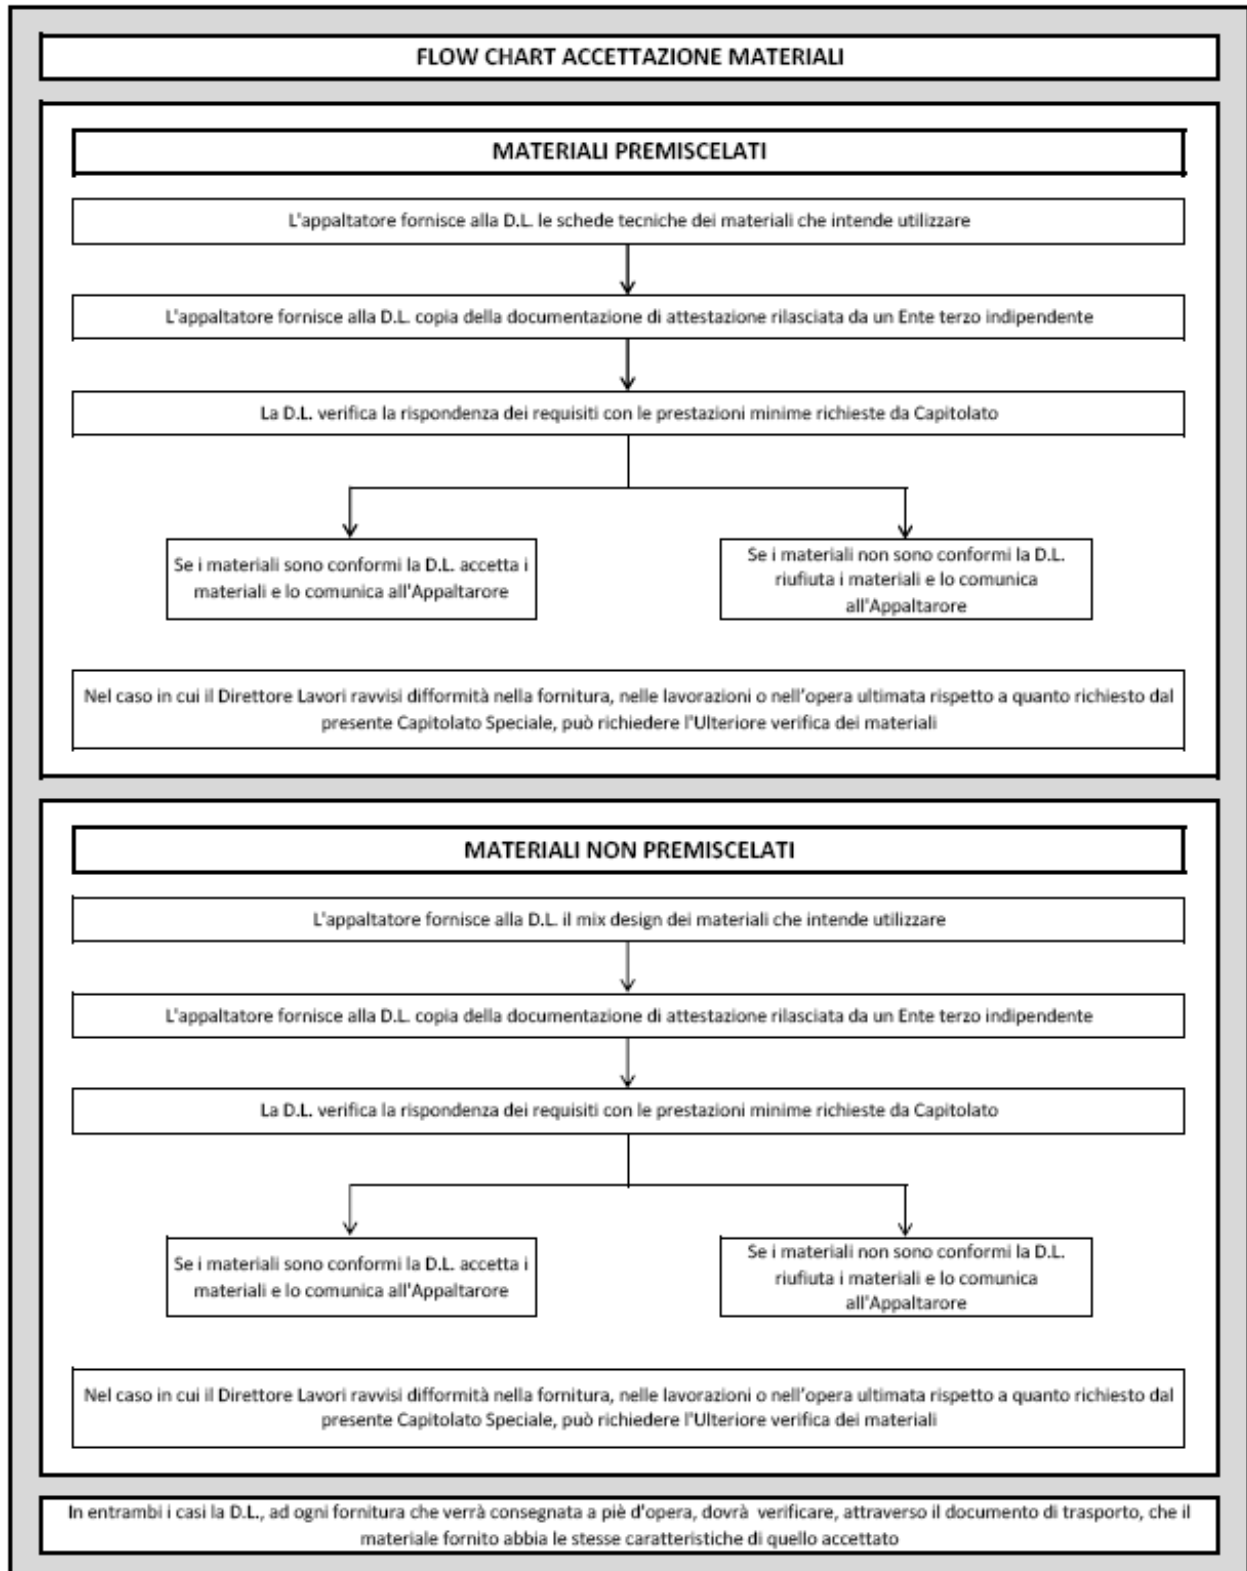 FLOW CHART ACCETTAZIONE MATERIALI
MATERIALI PREMISCELATI
L'appaltatore fornisce alla D.L. le schede tecniche dei materiali che intende utilizzare
L'appaltatore fornisce alla D.L. copia della documentazione di attestazione rilasciata da un Ente terzo indipendente
La D.L. verifica la rispondenza dei requisiti con le prestazioni minime richieste da Capitolato
Se i materiali sono conformi la D.L. accetta i
materiali e lo comunica all'Appaltarore
Se i materiali non sono conformi la D.L.
riufiuta i materiali e lo comunica
all'Appaltarore
Nel caso in cui il Direttore Lavori ravvisi difformità nella fornitura, nelle lavorazioni o nell'opera ultimata rispetto a quanto richiesto dal
presente Capitolato Speciale, può richiedere l'Ulteriore verifica dei materiali
MATERIALI NON PREMISCELATI
L'appaltatore fornisce alla D.L. il mix design dei materiali che intende utilizzare
L'appaltatore fornisce alla D.L. copia della documentazione di attestazione rilasciata da un Ente terzo indipendente
La D.L. verifica la rispondenza dei requisiti con le prestazioni minime richieste da Capitolato
Se i materiali sono conformi la D.L. accetta i
materiali e lo comunica all'Appaltarore
Se i materiali non sono conformi la D.L.
riufiuta i materiali e lo comunica
all'Appaltarore
Nel caso in cui il Direttore Lavori ravvisi difformità nella fornitura, nelle lavorazioni o nell'opera ultimata rispetto a quanto richiesto dal
presente Capitolato Speciale, può richiedere l'Ulteriore verifica dei materiali
In entrambi i casi la D.L., ad ogni fornitura che verrà consegnata a piè d'opera, dovrà verificare, attraverso il documento di trasporto, che il
materiale fornito abbia le stesse caratteristiche di quello accettato